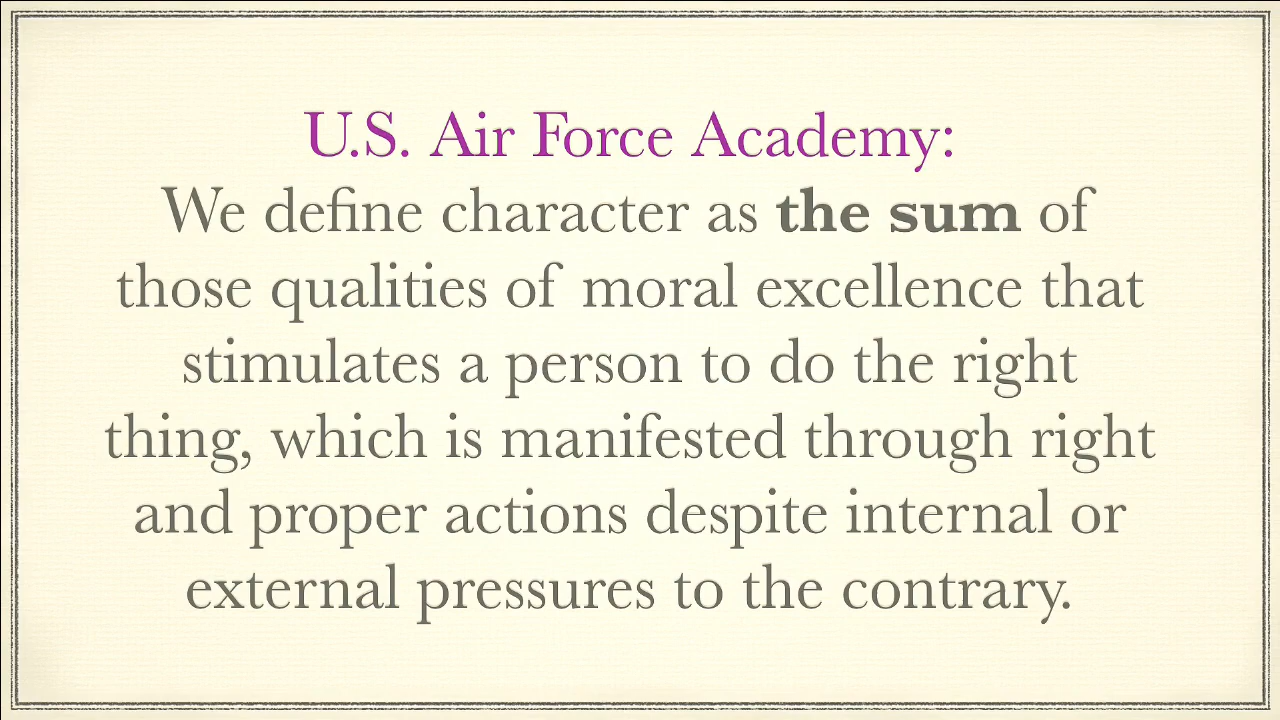 U.S. Air Force Academy:
We define character as the sum of
those qualities of moral excellence that
stimulates a person to do the right
thing, which is manifested through right
and proper actions despite internal or
external pressures to the contrary.